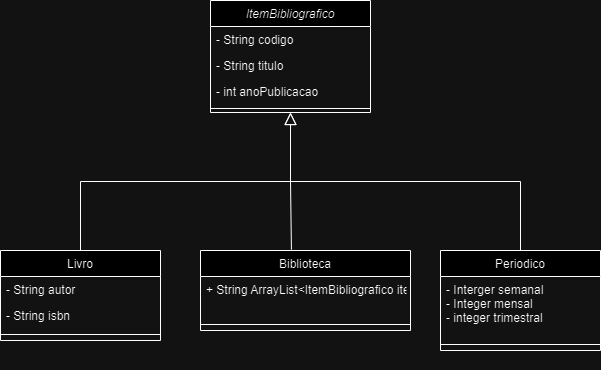 ItemBibliografico
- String codigo
- String titulo
- int anoPublicacao
Livro
- String autor
- String isbn
Biblioteca
+ String ArrayList<ItemBibliografico ite
Periodico
- Interger semanal
- Integer mensal
- integer trimestral